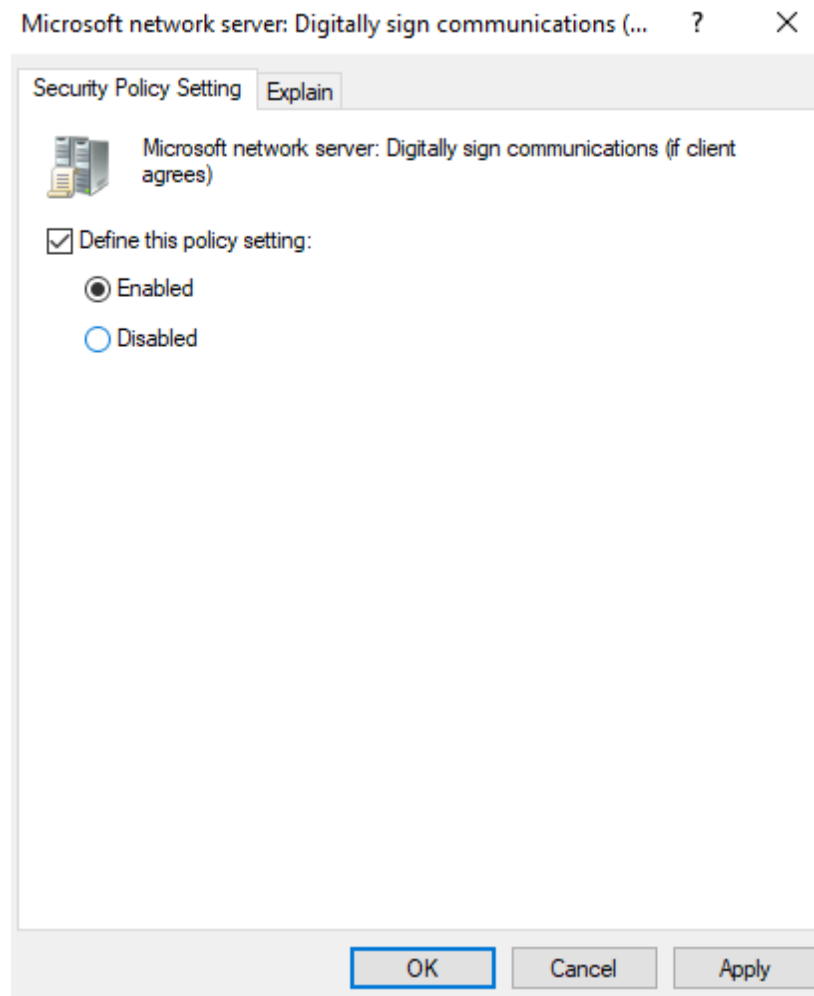 Microsoft network server: Digitally sign communications (... ? ×
Security Policy Setting Explain
Microsoft network server: Digitally sign communications (if client
agrees)
Define this policy setting:
Enabled
Disabled
OK Cancel Apply